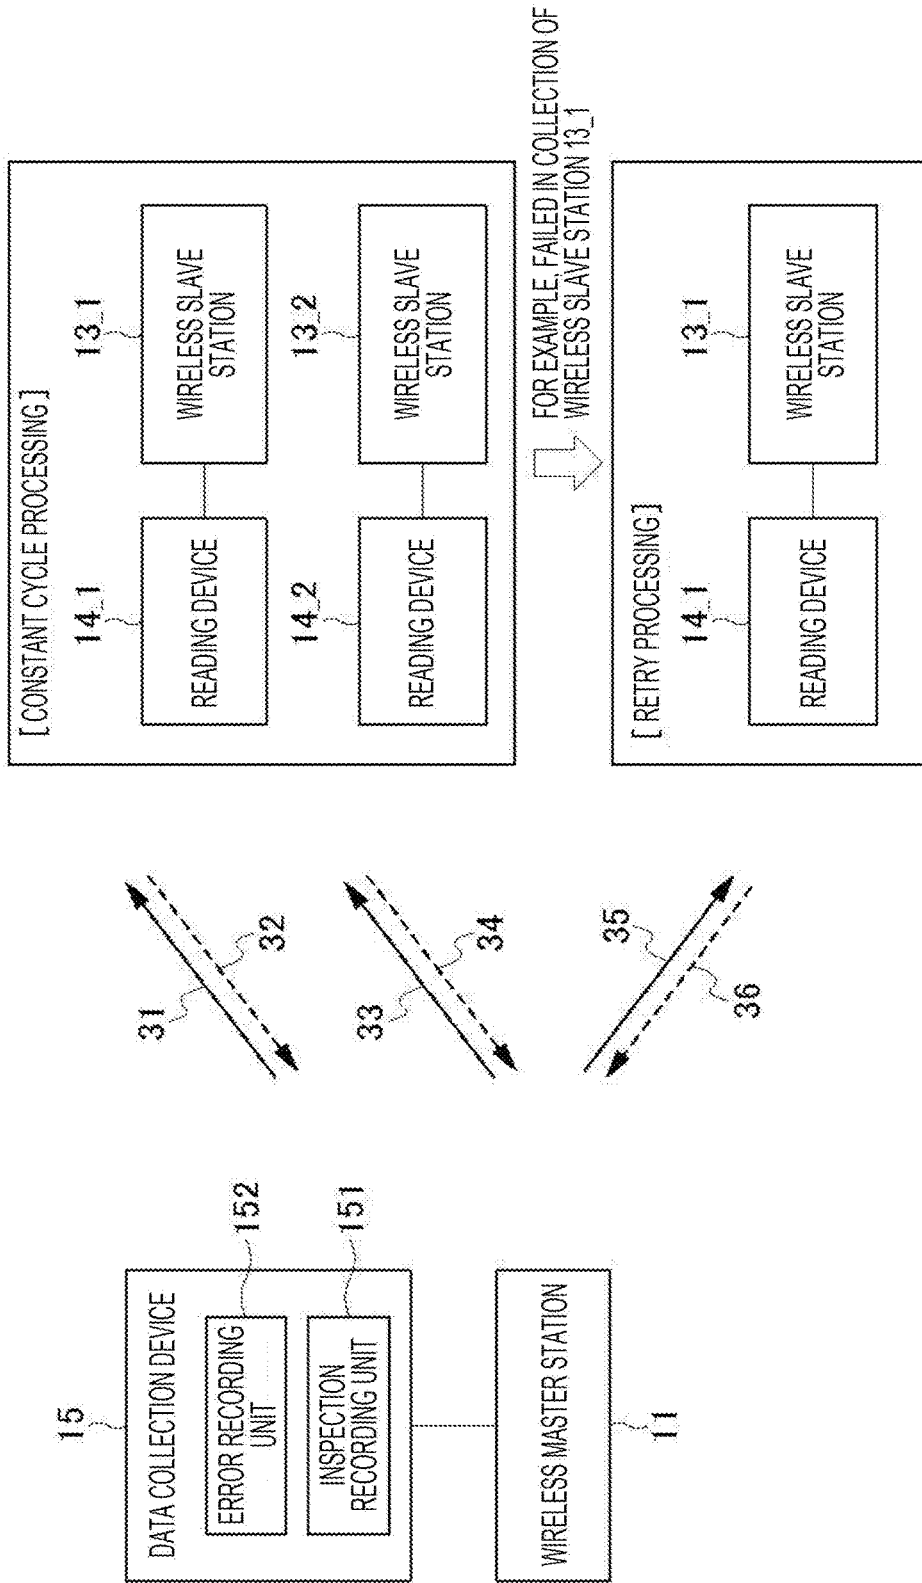 15
DATA COLLECTION DEVICE
ERROR RECORDING
UNIT
152
INSPECTION
RECORDING UNIT
151
WIRELESS MASTER STATION
11
31
32
33
34
35
36
[ CONSTANT CYCLE PROCESSING ]
14_1
READING DEVICE
13_1
WIRELESS SLAVE
STATION
14_2
READING DEVICE
13_2
WIRELESS SLAVE
STATION
FOR EXAMPLE, FAILED IN COLLECTION OF
WIRELESS SLAVE STATION 13_1
[ RETRY PROCESSING ]
14_1
READING DEVICE
13_1
WIRELESS SLAVE
STATION